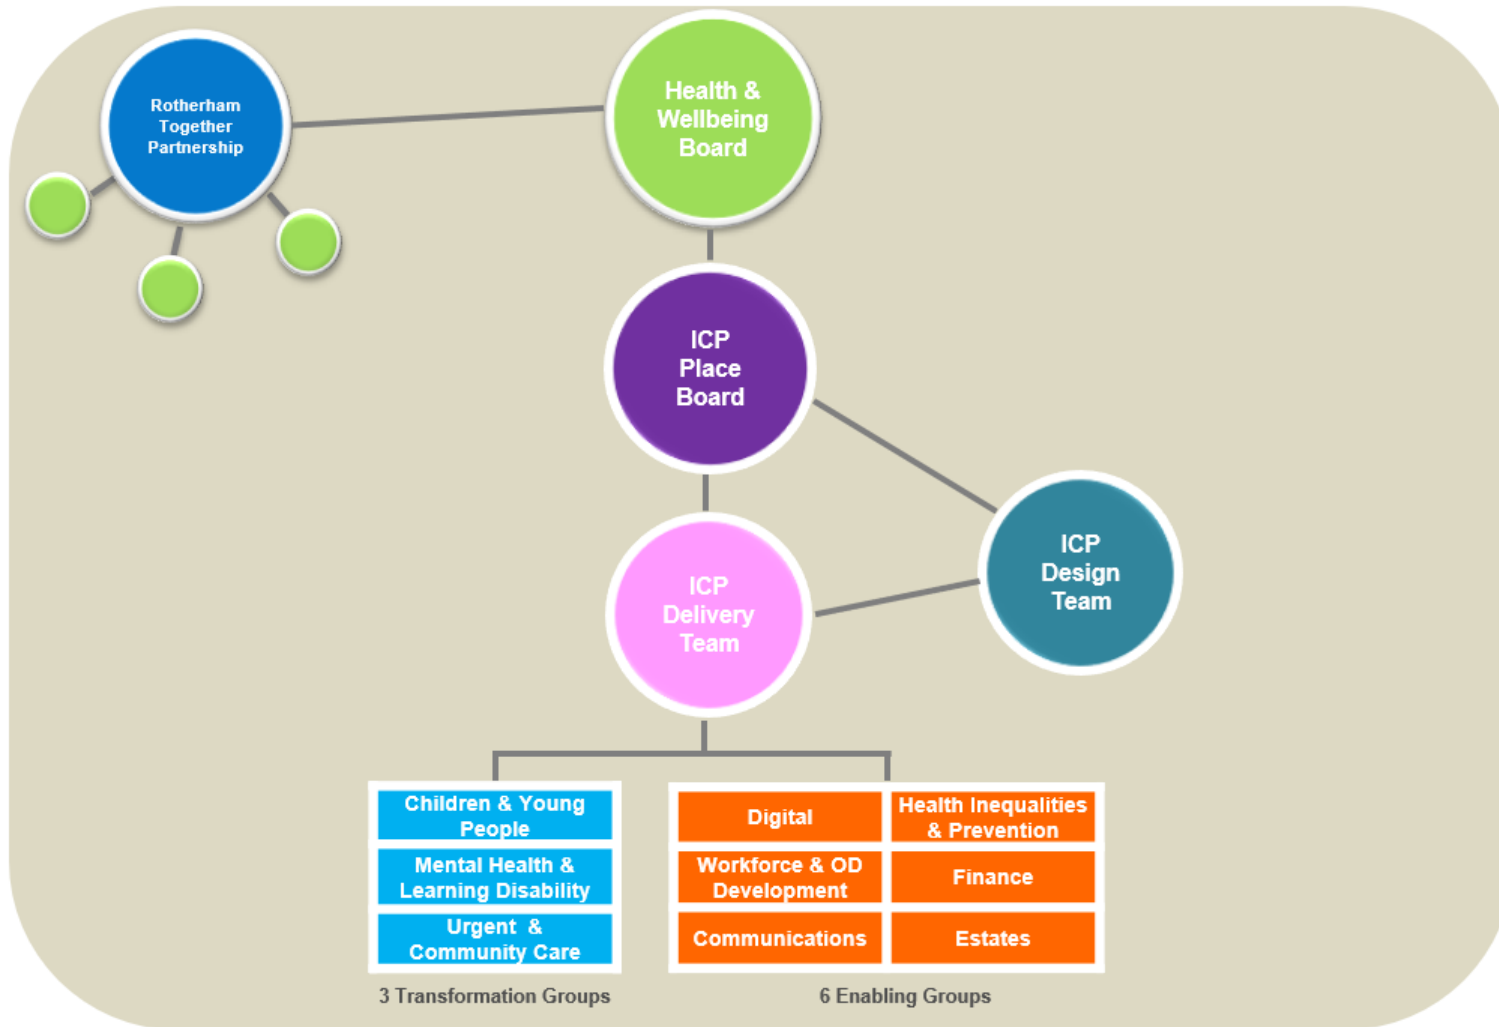 Rotherham
Together
Partnership
Health &
Wellbeing
Board
ICP
Place
Board
ICP
Design
Team
ICP
Delivery
Team
Children & Young
People
Mental Health &
Learning Disability
Urgent &
Community Care
3 Transformation Groups
Digital
Health Inequalities
& Prevention
Workforce & OD
Development
Finance
Communications
Estates
6 Enabling Groups